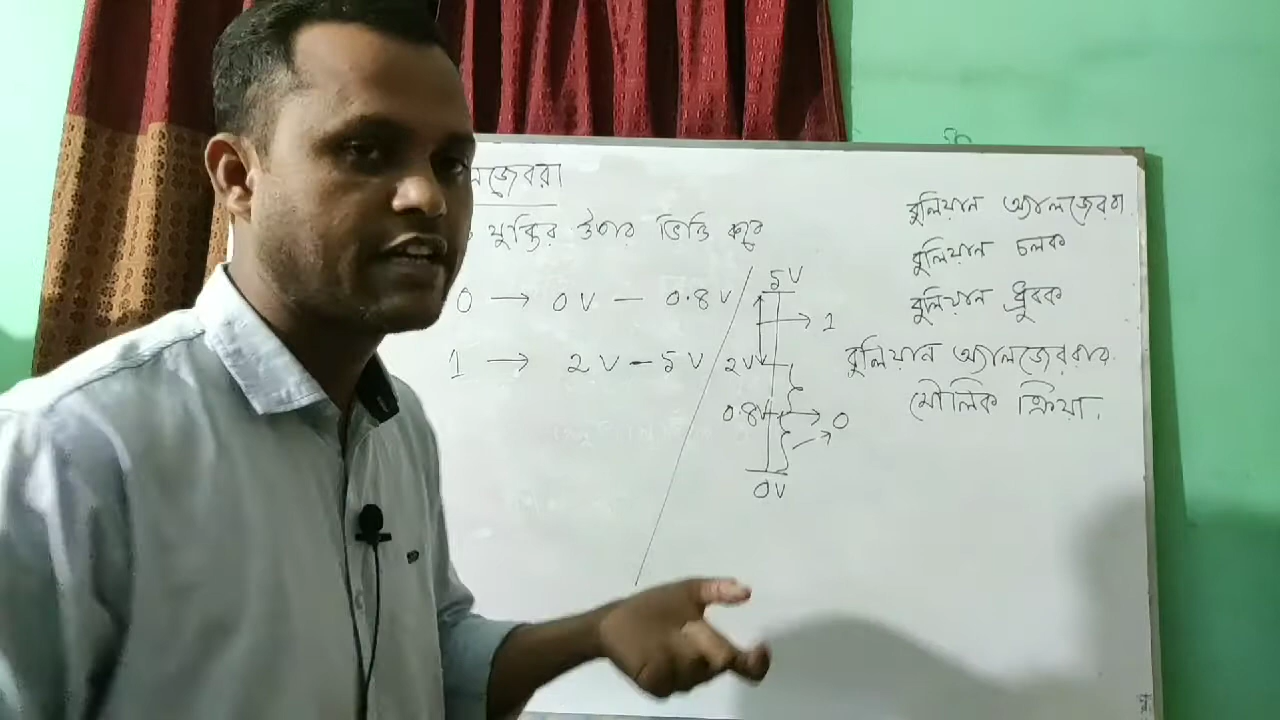 লজেবরা
যুক্তির উপর ভিত্তি করে
0 → 0V — 0.8V
1 → 2V — 5V
5V
1
2V
0.8V
0
0V
বুলিয়ান অ্যালজেবরা
বুলিয়ান চলক
বুলিয়ান ধ্রুবক
বুলিয়ান অ্যালজেবরার
মৌলিক ক্রিয়া.